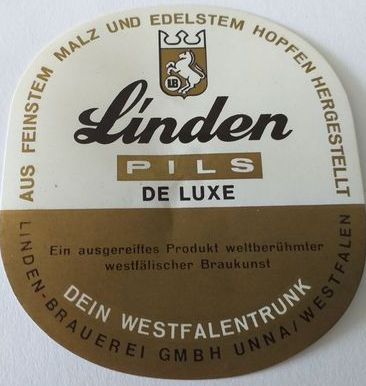 AUS FEINSTEM MALZ UND EDELSTEM HOPFEN HERGESTELLT
LB
Linden
PILS
DE LUXE
Ein ausgereiftes Produkt weltberühmter
westfälischer Braukunst
DEIN WESTFALENTRUNK
LINDEN-BRAUEREI GMBH UNNA/WESTFALEN